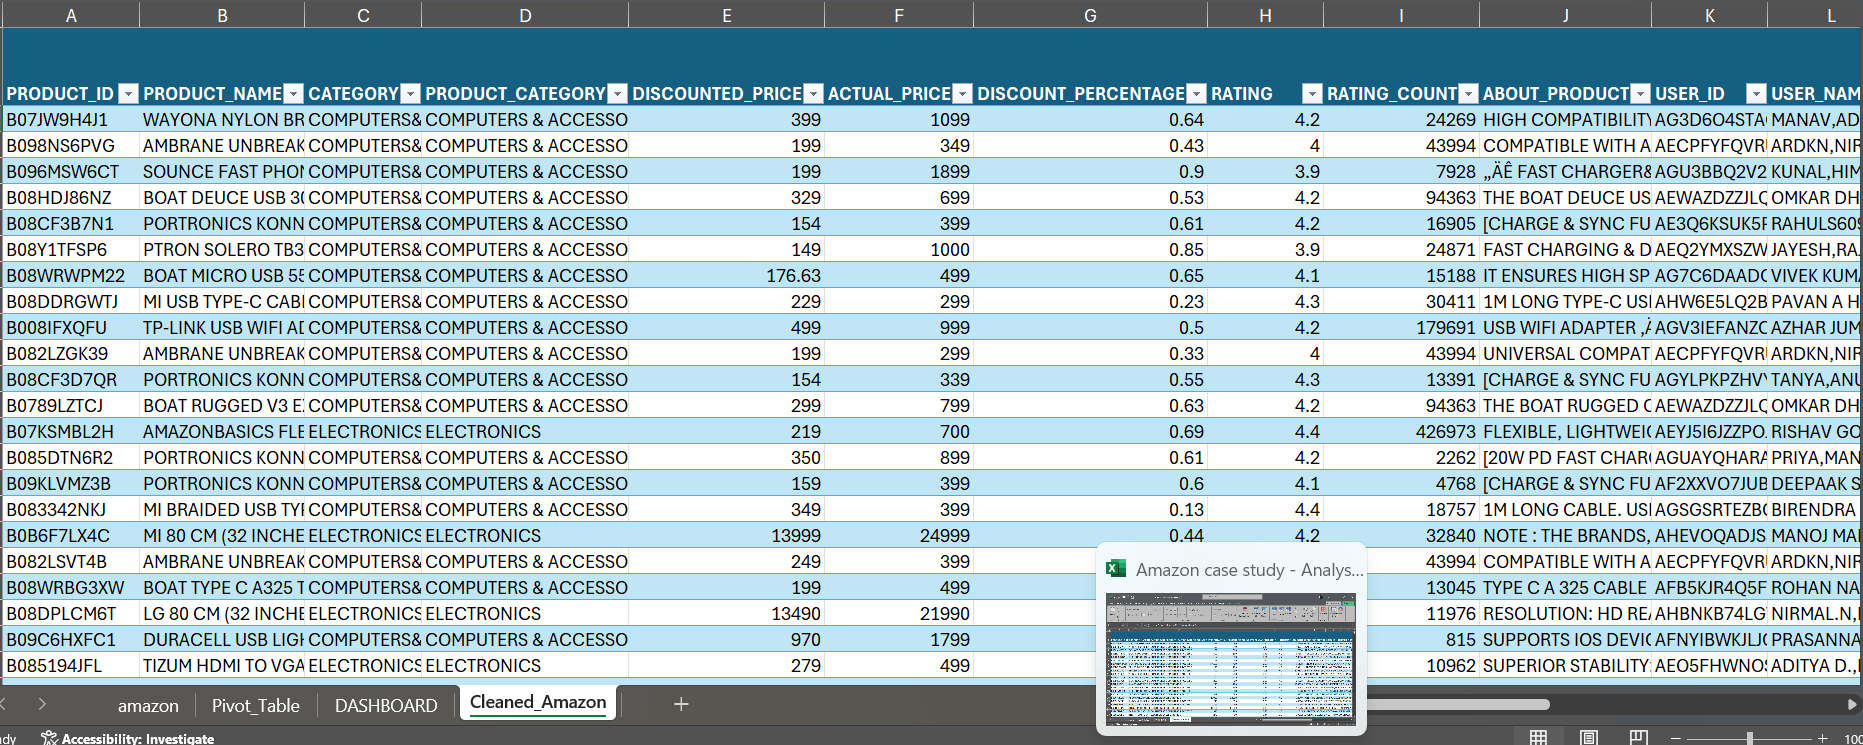 A B C D E F G H I J K L
PRODUCT_ID PRODUCT_NAME CATEGORY PRODUCT_CATEGORY DISCOUNTED_PRICE ACTUAL_PRICE DISCOUNT_PERCENTAGE RATING RATING_COUNT ABOUT_PRODUCT USER_ID USER_NAM
B07JW9H4J1 WAYONA NYLON BR COMPUTERS& COMPUTERS & ACCESSO 399 1099 0.64 4.2 24269 HIGH COMPATIBILITY AG3D6O4STA MANAV,AD
B098NS6PVG AMBRANE UNBREAK COMPUTERS& COMPUTERS & ACCESSO 199 349 0.43 4 43994 COMPATIBLE WITH A AECPFYFQVR ARDKN,NIR
B096MSW6CT SOUNCE FAST PHO COMPUTERS& COMPUTERS & ACCESSO 199 1899 0.9 3.9 7928 „ÄÊ FAST CHARGER& AGU3BBQ2V2 KUNAL,HIM
B08HDJ86NZ BOAT DEUCE USB 30 COMPUTERS& COMPUTERS & ACCESSO 329 699 0.53 4.2 94363 THE BOAT DEUCE US AEWAZDZZJLQ OMKAR DH
B08CF3B7N1 PORTRONICS KONN COMPUTERS& COMPUTERS & ACCESSO 154 399 0.61 4.2 16905 [CHARGE & SYNC FU AE3Q6KSUK5 RAHULS609
B08Y1TFSP6 PTRON SOLERO TB3 COMPUTERS& COMPUTERS & ACCESSO 149 1000 0.85 3.9 24871 FAST CHARGING & D AEQ2YMXSZW JAYESH,RA
B08WRWPM22 BOAT MICRO USB 55 COMPUTERS& COMPUTERS & ACCESSO 176.63 499 0.65 4.1 15188 IT ENSURES HIGH SP AG7C6DAAD VIVEK KUM
B08DDRGWTJ MI USB TYPE-C CAB COMPUTERS& COMPUTERS & ACCESSO 229 299 0.23 4.3 30411 1M LONG TYPE-C US AHW6E5LQ2B PAVAN A H
B008IFXQFU TP-LINK USB WIFI A COMPUTERS& COMPUTERS & ACCESSO 499 999 0.5 4.2 179691 USB WIFI ADAPTER ,Ä AGV3IEFANZ AZHAR JUM
B082LZGK39 AMBRANE UNBREAK COMPUTERS& COMPUTERS & ACCESSO 199 299 0.33 4 43994 UNIVERSAL COMPAT AECPFYFQVR ARDKN,NIR
B08CF3D7QR PORTRONICS KONN COMPUTERS& COMPUTERS & ACCESSO 154 339 0.55 4.3 13391 [CHARGE & SYNC FU AGYLPKPZHV TANYA,AN
B0789LZTCJ BOAT RUGGED V3 E COMPUTERS& COMPUTERS & ACCESSO 299 799 0.63 4.2 94363 THE BOAT RUGGED C AEWAZDZZJLQ OMKAR DH
B07KSMBL2H AMAZONBASICS FLE ELECTRONICS ELECTRONICS 219 700 0.69 4.4 426973 FLEXIBLE, LIGHTWEI AEYJ5I6JZZPO RISHAV GO
B085DTN6R2 PORTRONICS KONN COMPUTERS& COMPUTERS & ACCESSO 350 899 0.61 4.2 2262 [20W PD FAST CHAR AGUAYQHARA PRIYA,MAN
B09KLVMZ3B PORTRONICS KONN COMPUTERS& COMPUTERS & ACCESSO 159 399 0.6 4.1 4768 [CHARGE & SYNC FU AF2XXVO7JUB DEEPAAK S
B083342NKJ MI BRAIDED USB TY COMPUTERS& COMPUTERS & ACCESSO 349 399 0.13 4.4 18757 1M LONG CABLE. US AGSGSRTEZB BIRENDRA
B0B6F7LX4C MI 80 CM (32 INCHE ELECTRONICS ELECTRONICS 13999 24999 0.44 4.2 32840 NOTE : THE BRANDS, AHEVOQADJS MANOJ MA
B082LSVT4B AMBRANE UNBREAK COMPUTERS& COMPUTERS & ACCESSO 249 399 43994 COMPATIBLE WITH A AECPFYFQVR ARDKN,NIR
B08WRBG3XW BOAT TYPE C A325 T COMPUTERS& COMPUTERS & ACCESSO 199 499 13045 TYPE C A 325 CABLE AFB5KJR4Q5F ROHAN NA
B08DPLCM6T LG 80 CM (32 INCHE ELECTRONICS ELECTRONICS 13490 21990 11976 RESOLUTION: HD RE AHBNKB74LG NIRMAL.N,
B09C6HXFC1 DURACELL USB LIG COMPUTERS& COMPUTERS & ACCESSO 970 1799 815 SUPPORTS IOS DEVI AFNYIBWKJLJ PRASANNA
B085194JFL TIZUM HDMI TO VGA ELECTRONICS ELECTRONICS 279 499 10962 SUPERIOR STABILITY AEO5FHWNO ADITYA D.,
Amazon case study - Analys...
amazon Pivot_Table DASHBOARD Cleaned_Amazon +
dy Accessibility: Investigate 100